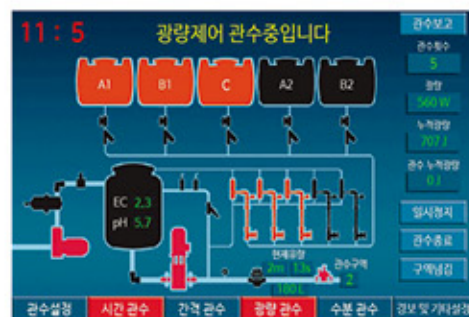 11 : 5
광량제어 관수중입니다
관수보고
관수횟수
5
광량
560 W
누적광량
707 J
관수 누적광량
0 J
일시정지
관수종료
구역넘김
A1
B1
C
A2
B2
EC 2.3
pH 5.7
현재유량
2m 13s
180 L
관수구역
2
관수설정
시간 관수
간격 관수
광량 관수
수분 관수
경보 및 기타설정